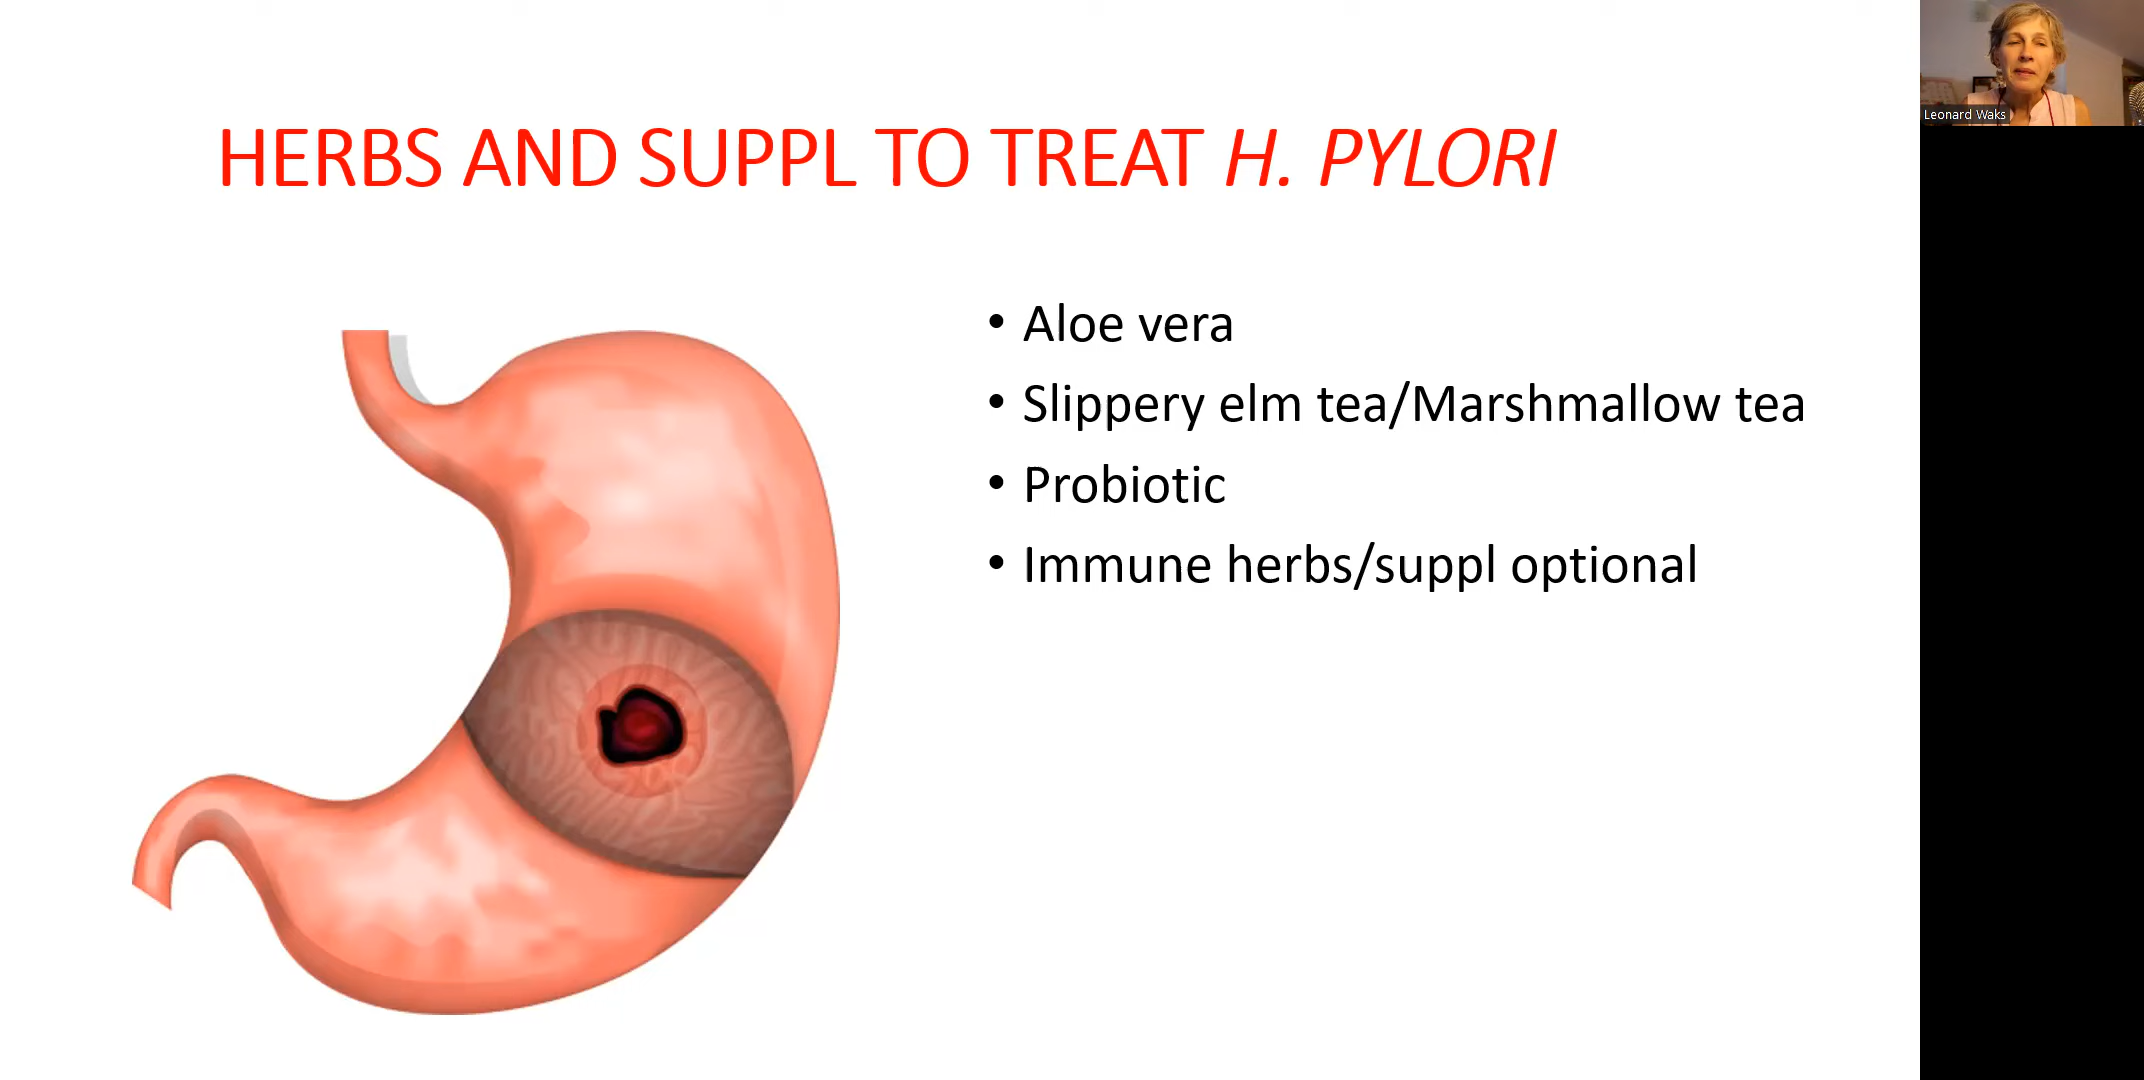 HERBS AND SUPPL TO TREAT H. PYLORI
• Aloe vera
• Slippery elm tea/Marshmallow tea
• Probiotic
• Immune herbs/suppl optional
Leonard Waks